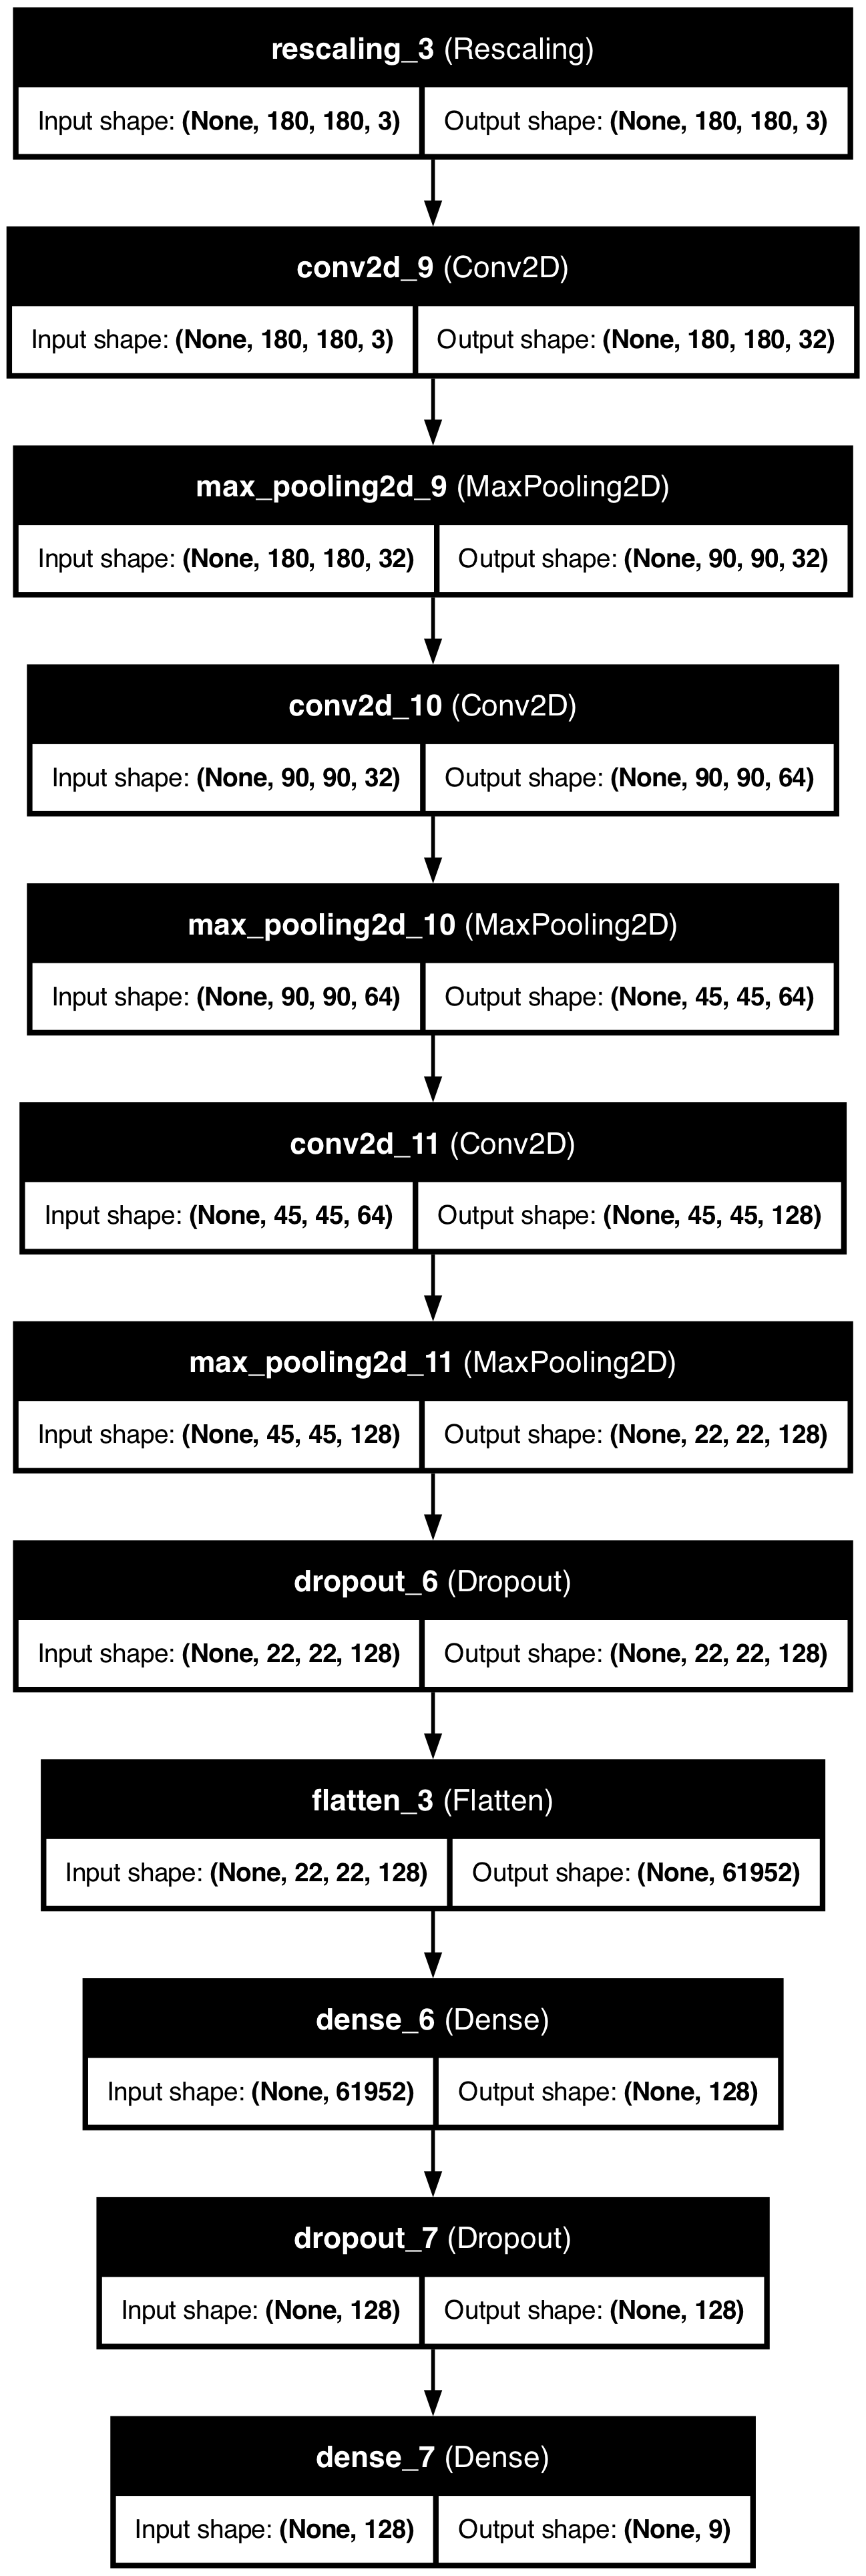 rescaling_3 (Rescaling)
Input shape: (None, 180, 180, 3) Output shape: (None, 180, 180, 3)
conv2d_9 (Conv2D)
Input shape: (None, 180, 180, 3) Output shape: (None, 180, 180, 32)
max_pooling2d_9 (MaxPooling2D)
Input shape: (None, 180, 180, 32) Output shape: (None, 90, 90, 32)
conv2d_10 (Conv2D)
Input shape: (None, 90, 90, 32) Output shape: (None, 90, 90, 64)
max_pooling2d_10 (MaxPooling2D)
Input shape: (None, 90, 90, 64) Output shape: (None, 45, 45, 64)
conv2d_11 (Conv2D)
Input shape: (None, 45, 45, 64) Output shape: (None, 45, 45, 128)
max_pooling2d_11 (MaxPooling2D)
Input shape: (None, 45, 45, 128) Output shape: (None, 22, 22, 128)
dropout_6 (Dropout)
Input shape: (None, 22, 22, 128) Output shape: (None, 22, 22, 128)
flatten_3 (Flatten)
Input shape: (None, 22, 22, 128) Output shape: (None, 61952)
dense_6 (Dense)
Input shape: (None, 61952) Output shape: (None, 128)
dropout_7 (Dropout)
Input shape: (None, 128) Output shape: (None, 128)
dense_7 (Dense)
Input shape: (None, 128) Output shape: (None, 9)